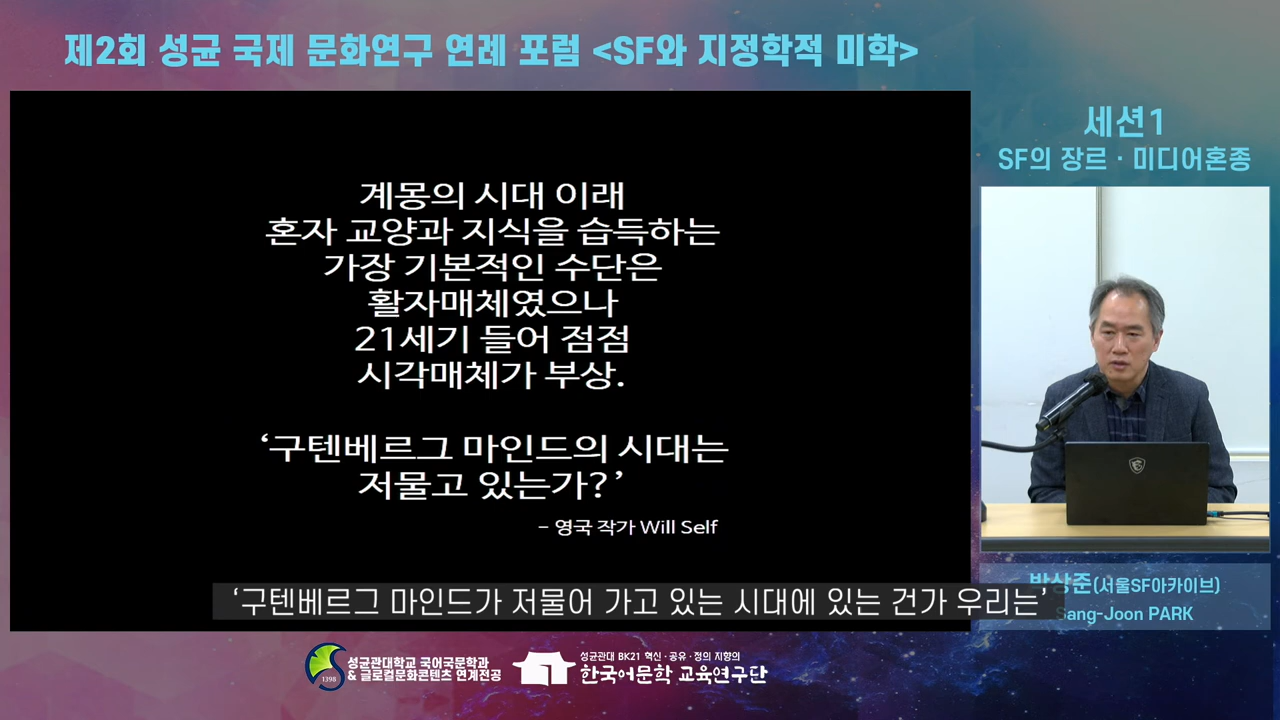 제2회 성균 국제 문화연구 연례 포럼 <SF와 지정학적 미학>
세션1
SF의 장르 · 미디어혼종
계몽의 시대 이래
혼자 교양과 지식을 습득하는
가장 기본적인 수단은
활자매체였으나
21세기 들어 점점
시각매체가 부상.
‘구텐베르그 마인드의 시대는
저물고 있는가?’
– 영국 작가 Will Self
‘구텐베르그 마인드가 저물어 가고 있는 시대에 있는 건가 우리는’
박상준(서울SF아카이브)
Sang-Joon PARK
1398
성균관대학교 국어국문학과
& 글로컬문화콘텐츠 연계전공
성균관대 BK21 혁신 · 공유 · 정의 지향의
한국어문학 교육연구단